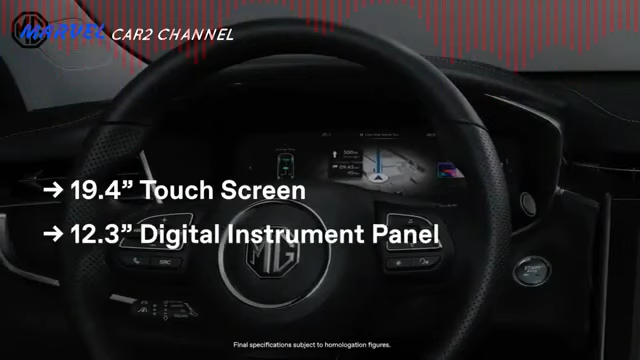 MARVEL CAR2 CHANNEL
→ 19.4” Touch Screen
→ 12.3” Digital Instrument Panel
MG
SRC
Final specifications subject to homologation figures.